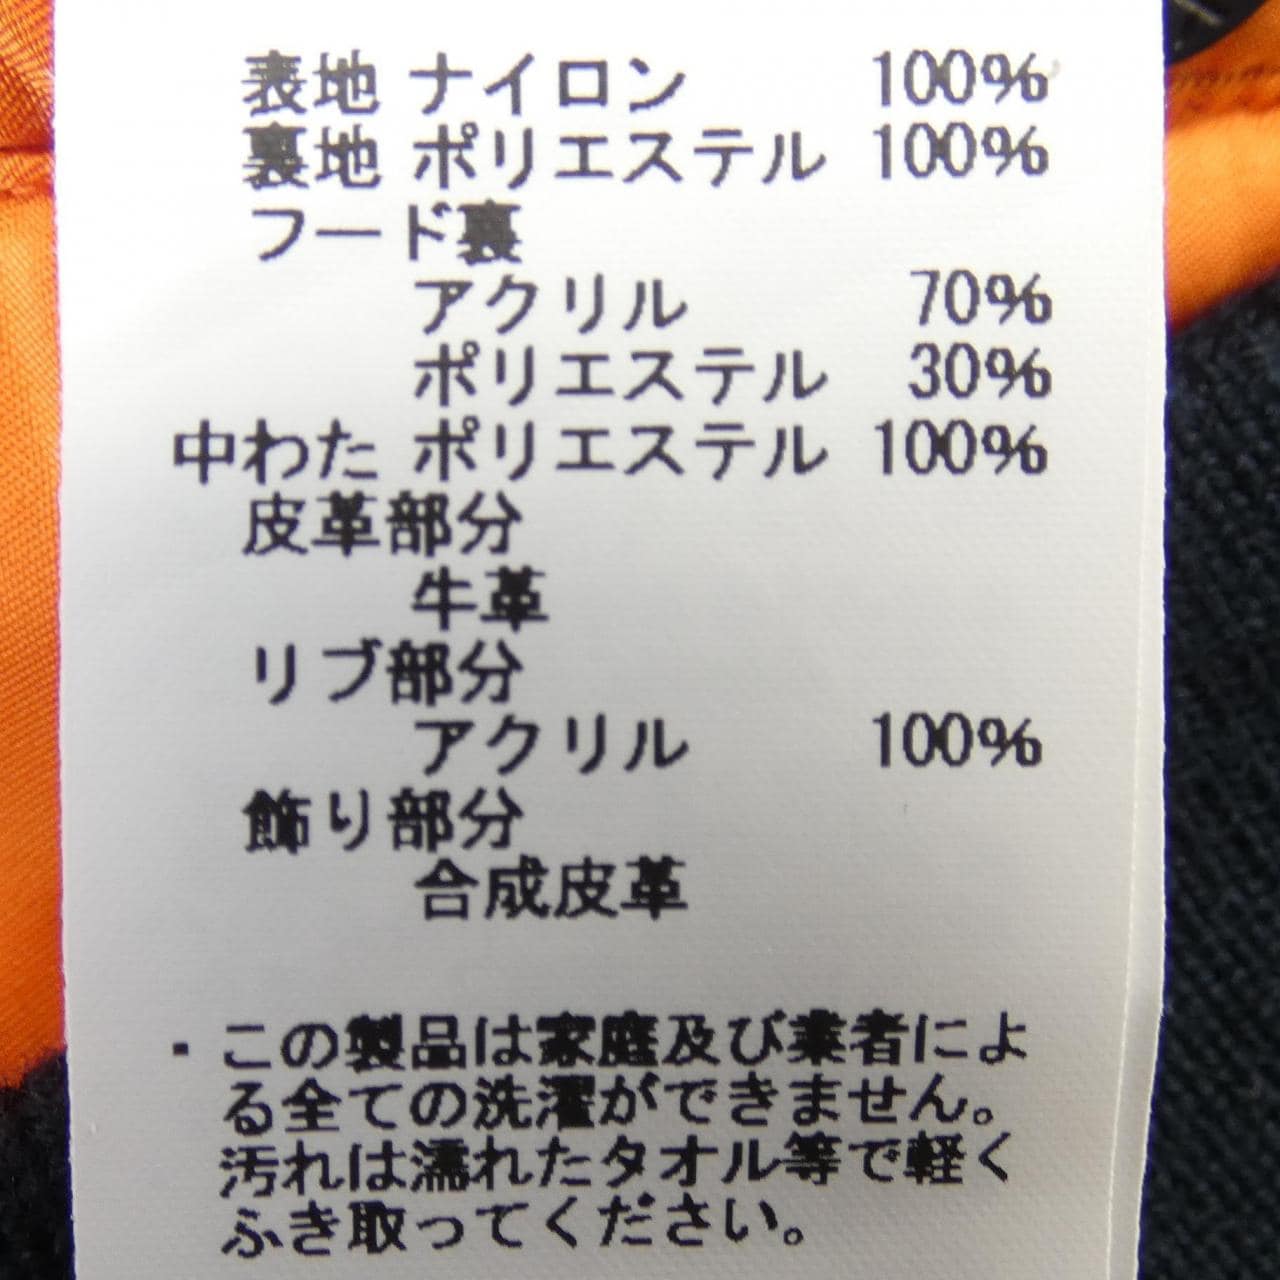 表地 ナイロン 100%
裏地 ポリエステル 100%
フード裏
アクリル 70%
ポリエステル 30%
中わた ポリエステル 100%
皮革部分
牛革
リブ部分
アクリル 100%
飾り部分
合成皮革
・この製品は家庭及び業者によ
る全ての洗濯ができません。
汚れは濡れたタオル等で軽く
ふき取ってください。